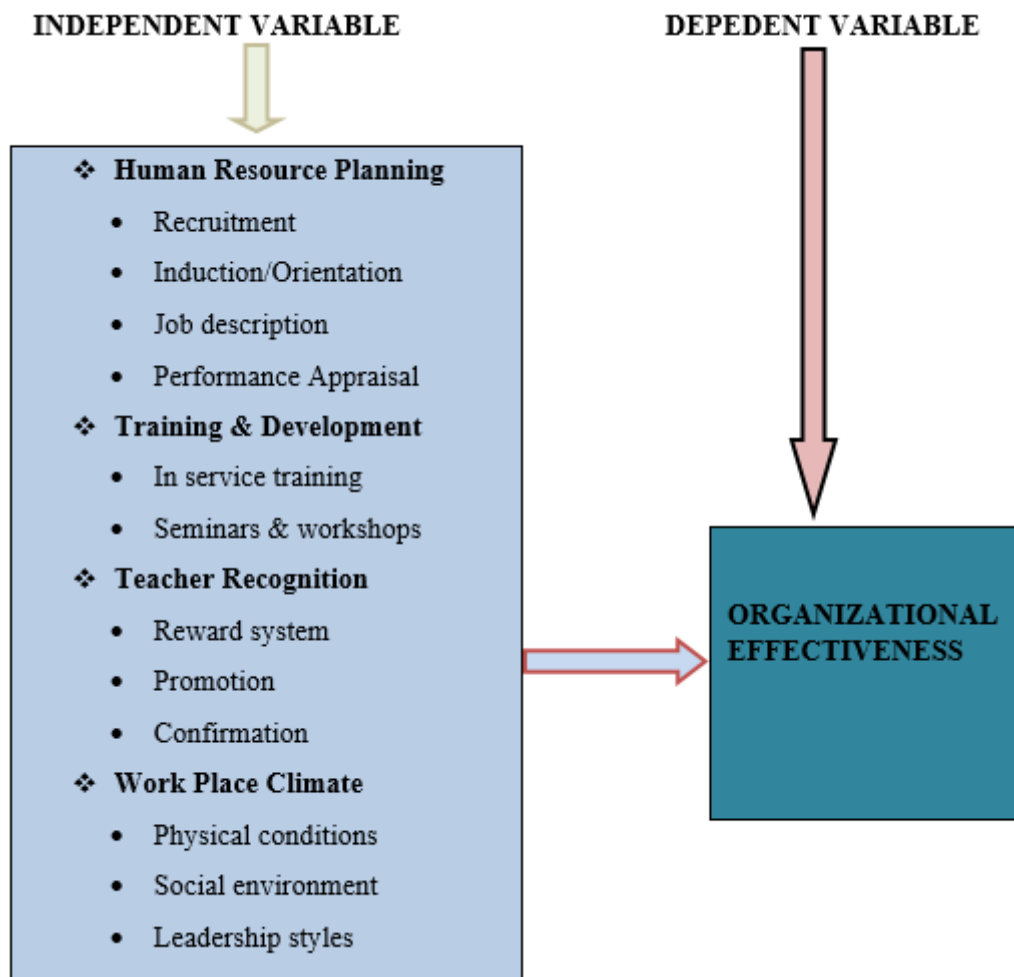 INDEPENDENT VARIABLE
DEPEDENT VARIABLE
❖ Human Resource Planning
• Recruitment
• Induction/Orientation
• Job description
• Performance Appraisal
❖ Training & Development
• In service training
• Seminars & workshops
❖ Teacher Recognition
• Reward system
• Promotion
• Confirmation
❖ Work Place Climate
• Physical conditions
• Social environment
• Leadership styles
ORGANIZATIONAL
EFFECTIVENESS